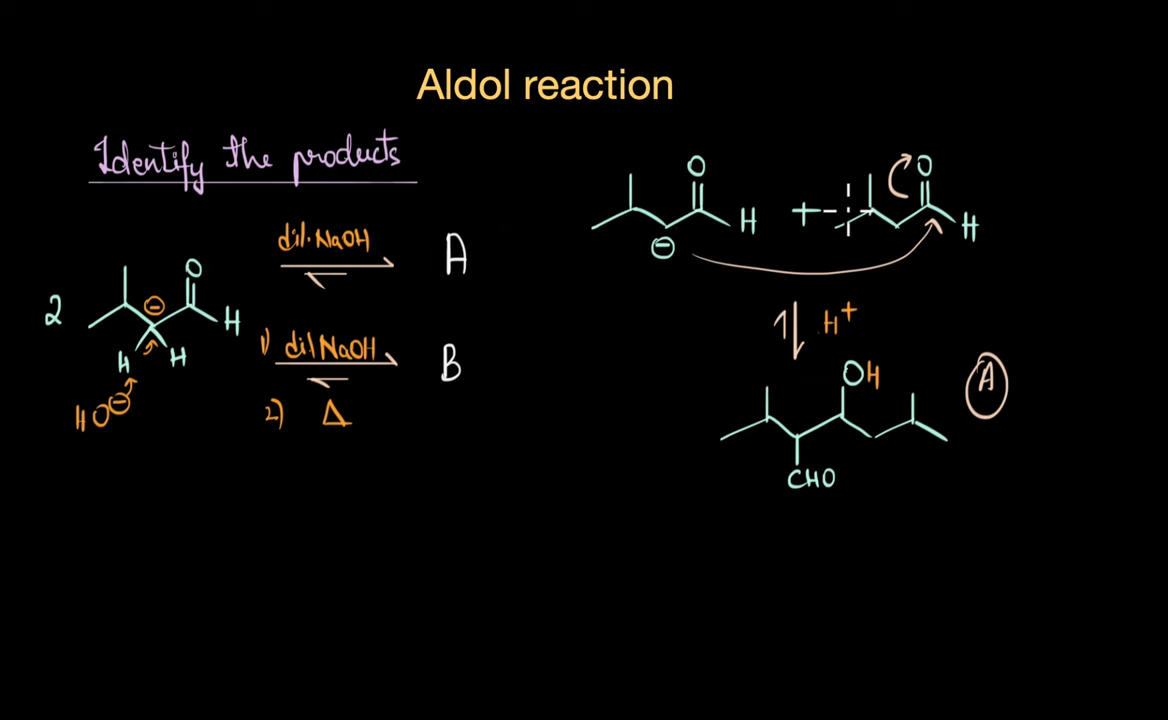 Aldol reaction
Identify the products
dil. NaOH
A
2
O
⊖
H
H
H
HO⊖
1) dil NaOH
B
2) Δ
O
H
⊖
+
O
H
H+
OH
A
CHO